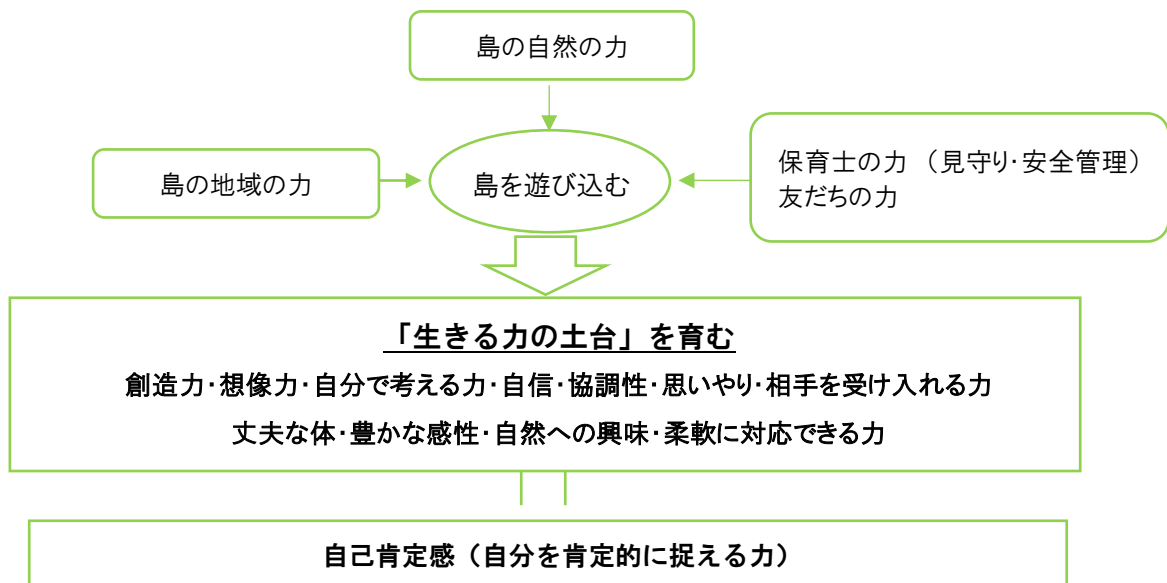 島の自然の力
島の地域の力
島を遊び込む
保育士の力 （見守り・安全管理）
友だちの力
「生きる力の土台」を育む
創造力・想像力・自分で考える力・自信・協調性・思いやり・相手を受け入れる力
丈夫な体・豊かな感性・自然への興味・柔軟に対応できる力
自己肯定感（自分を肯定的に捉える力）